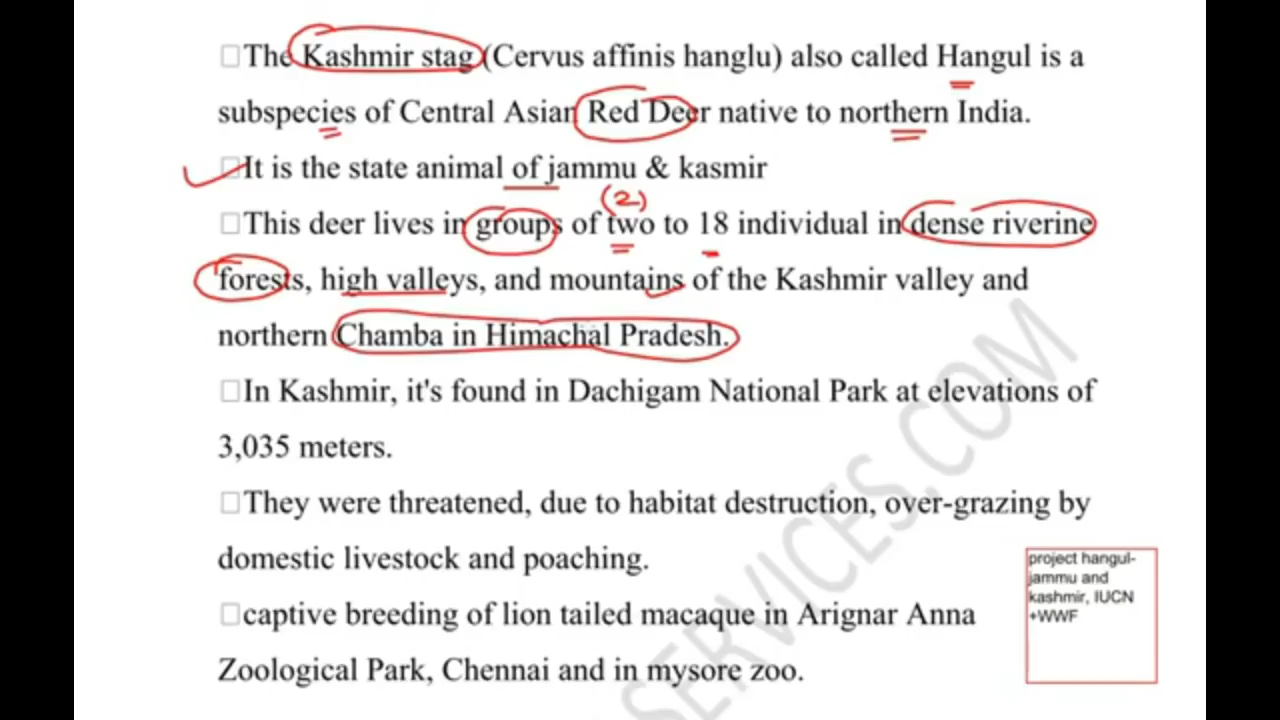 The Kashmir stag (Cervus affinis hanglu) also called Hangul is a
subspecies of Central Asian Red Deer native to northern India.
It is the state animal of jammu & kasmir
(2)
This deer lives in groups of two to 18 individual in dense riverine
forests, high valleys, and mountains of the Kashmir valley and
northern Chamba in Himachal Pradesh.
In Kashmir, it's found in Dachigam National Park at elevations of
3,035 meters.
They were threatened, due to habitat destruction, over-grazing by
domestic livestock and poaching.
captive breeding of lion tailed macaque in Arignar Anna
Zoological Park, Chennai and in mysore zoo.
project hangul-
jammu and
kashmir, IUCN
+WWF
SERVICES.COM